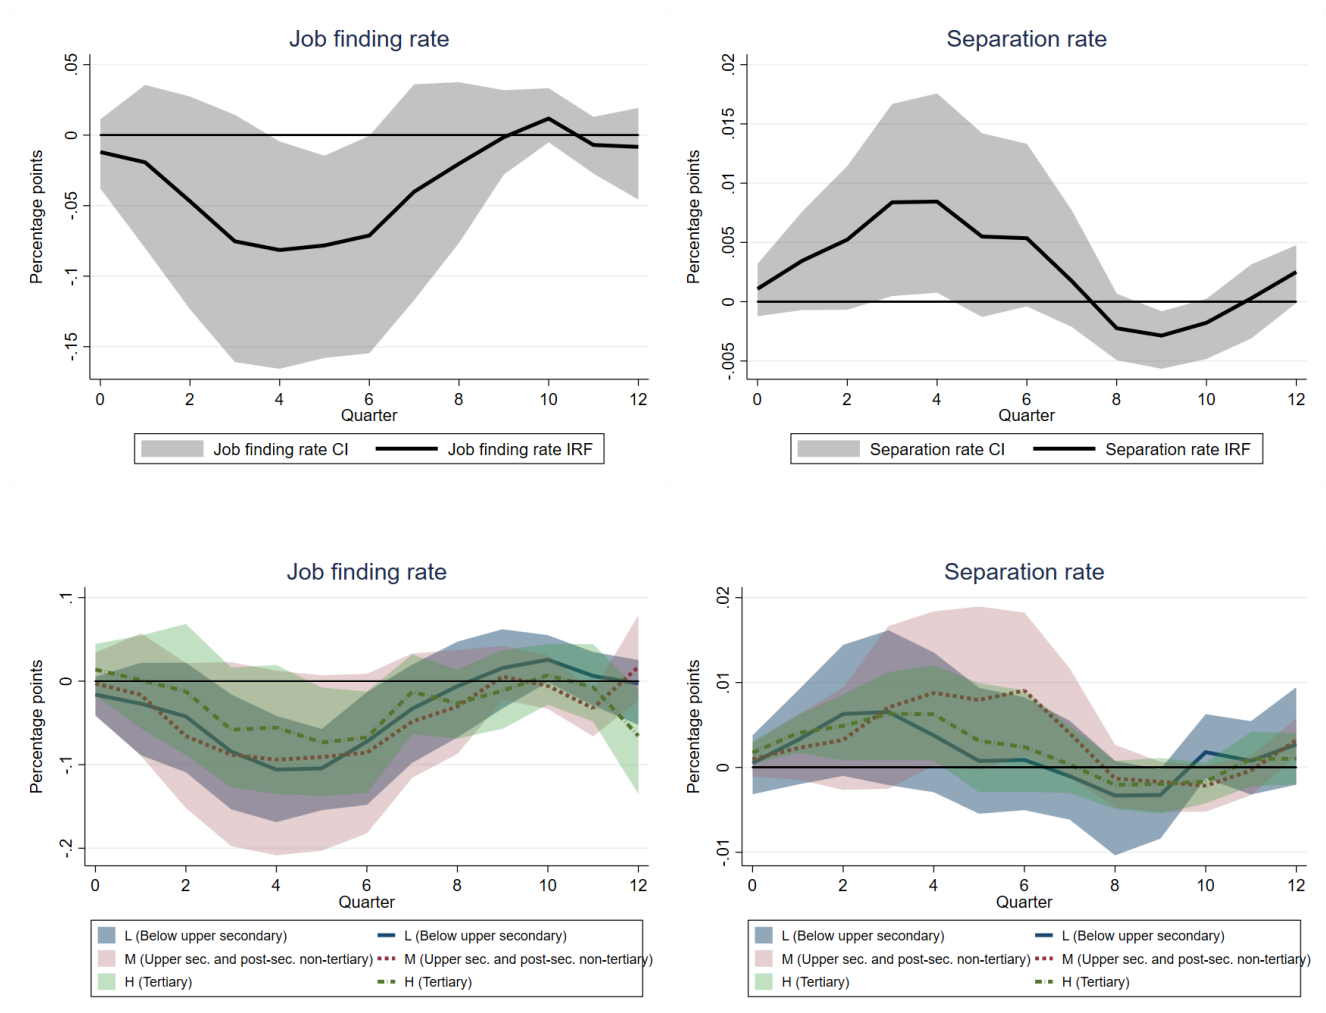 Job finding rate
.05
0
-.05
-.1
-.15
Percentage points
0 2 4 6 8 10 12
Quarter
Job finding rate CI Job finding rate IRF
Separation rate
.02
.015
.01
.005
0
-.005
Percentage points
0 2 4 6 8 10 12
Quarter
Separation rate CI Separation rate IRF
Job finding rate
.1
0
-.1
-.2
Percentage points
0 2 4 6 8 10 12
Quarter
L (Below upper secondary) L (Below upper secondary)
M (Upper sec. and post-sec. non-tertiary) M (Upper sec. and post-sec. non-tertiary)
H (Tertiary) H (Tertiary)
Separation rate
.02
.01
0
-.01
Percentage points
0 2 4 6 8 10 12
Quarter
L (Below upper secondary) L (Below upper secondary)
M (Upper sec. and post-sec. non-tertiary) M (Upper sec. and post-sec. non-tertiary)
H (Tertiary) H (Tertiary)